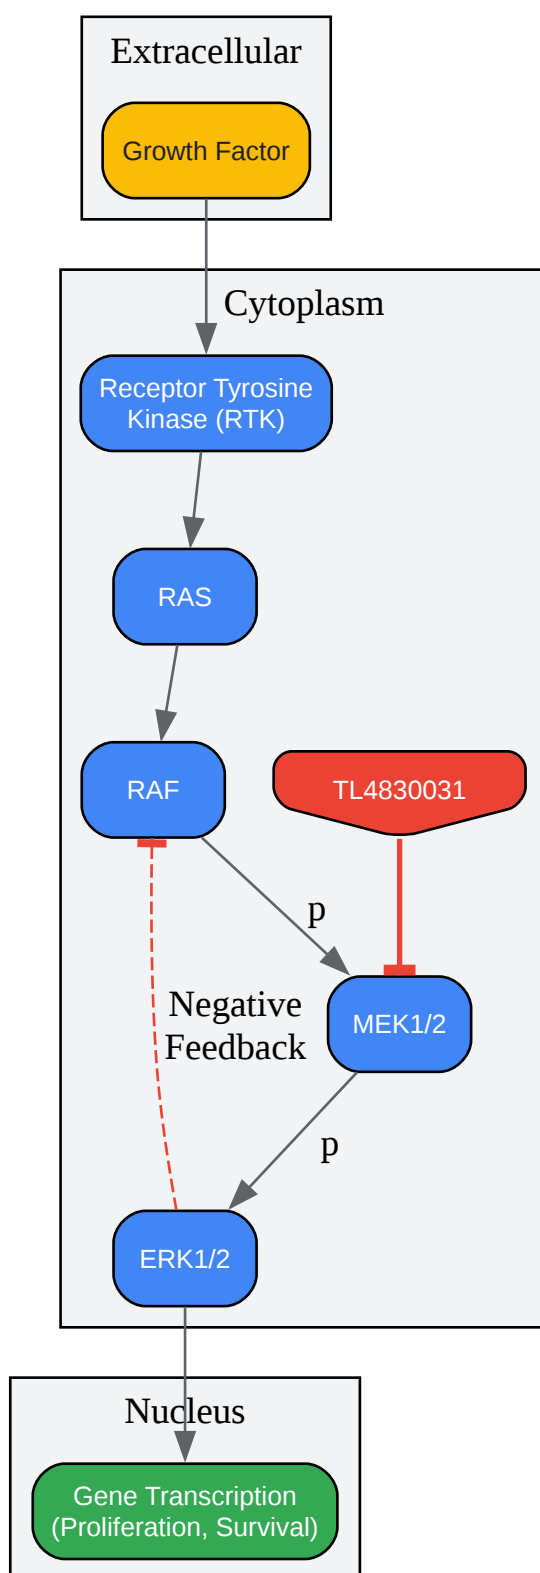 Extracellular
Growth Factor
Cytoplasm
Receptor Tyrosine
Kinase (RTK)
RAS
RAF
TL4830031
p
Negative
Feedback
MEK1/2
p
ERK1/2
Nucleus
Gene Transcription
(Proliferation, Survival)